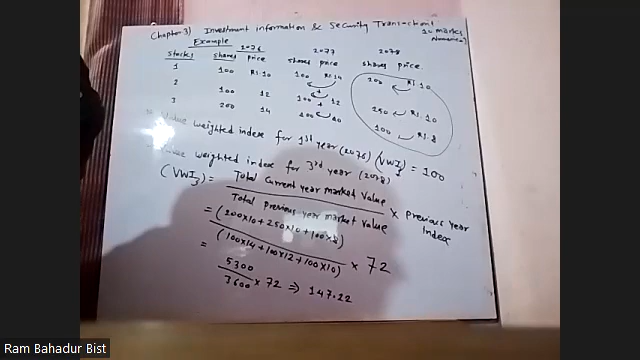 Chapter 3) Investment information & Security Transactions
10 marks
Numerical
Example
2076 2077 2078
Stocks shares price shares price shares price
1 100 Rs.10 100 Rs.14 200 Rs.10
2 100 12 100 12 250 Rs.10
3 200 14 100 Rs.8
value weighted index for 1st year (2076) (VWI) = 100
value weighted index for 3rd year (2078)
(VWI3) = Total current year market value
Total previous year market value
× previous year index
= (200×10+250×10+100×8)
(100×14+100×12+100×10) × 72
= 5300
3600 × 72 ⇒ 147.22
Ram Bahadur Bist